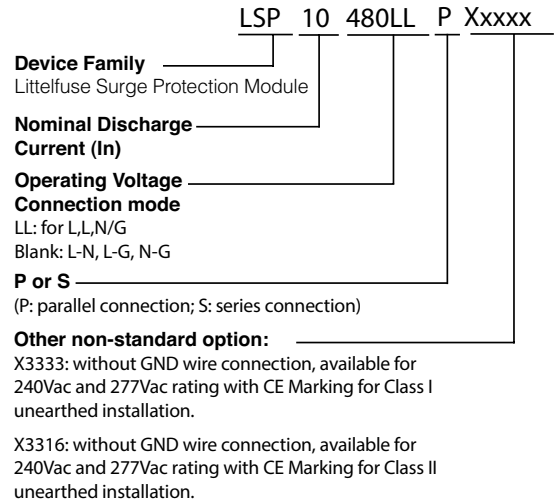 LSP 10 480LL P Xxxxx
Device Family
Littelfuse Surge Protection Module
Nominal Discharge
Current (In)
Operating Voltage
Connection mode
LL: for L,L,N/G
Blank: L-N, L-G, N-G
P or S
(P: parallel connection; S: series connection)
Other non-standard option:
X3333: without GND wire connection, available for
240Vac and 277Vac rating with CE Marking for Class I
unearthed installation.
X3316: without GND wire connection, available for
240Vac and 277Vac rating with CE Marking for Class II
unearthed installation.